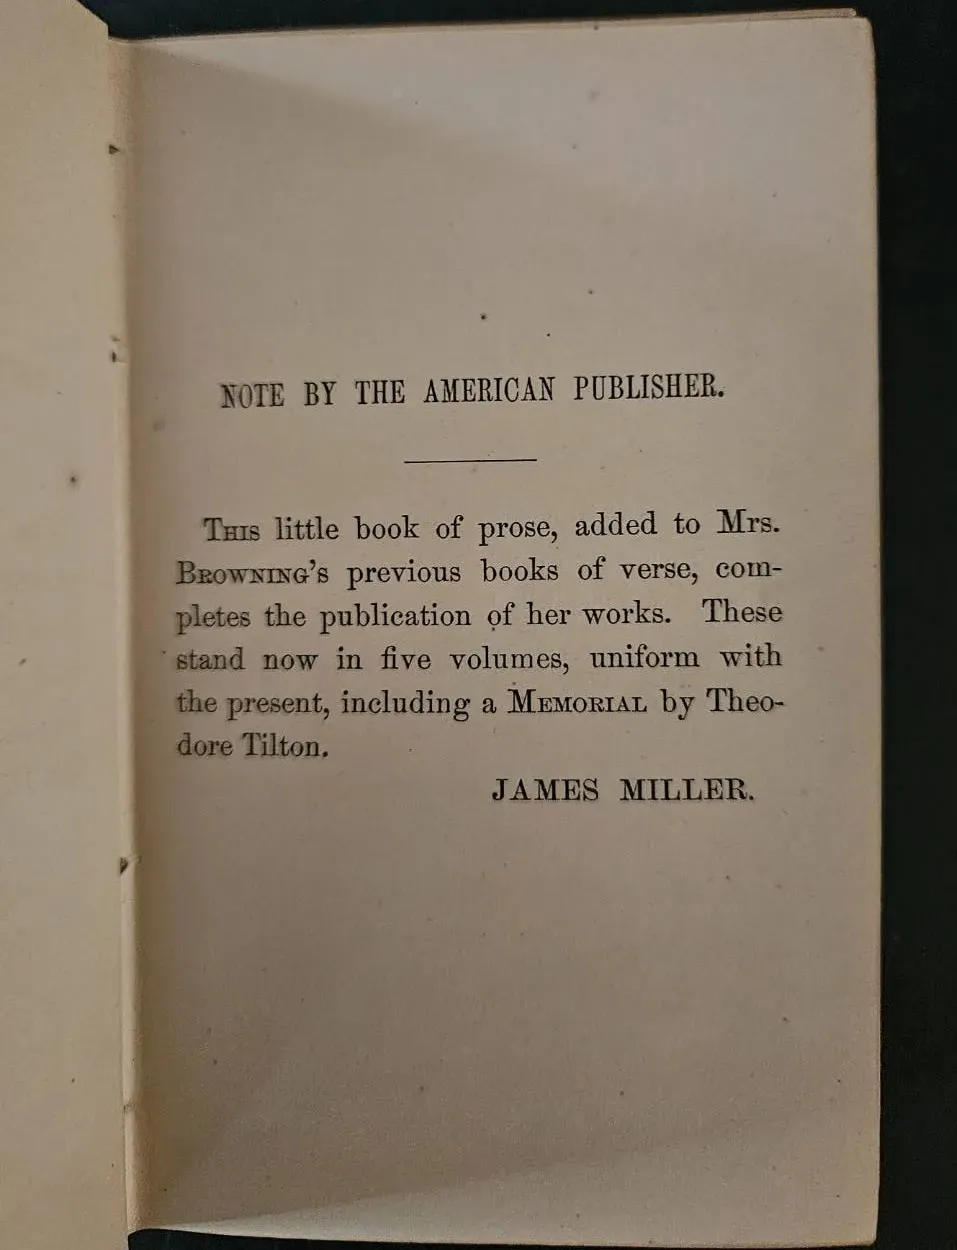 NOTE BY THE AMERICAN PUBLISHER.
This little book of prose, added to Mrs.
Browning's previous books of verse, com-
pletes the publication of her works. These
stand now in five volumes, uniform with
the present, including a Memorial by Theo-
dore Tilton.
JAMES MILLER.